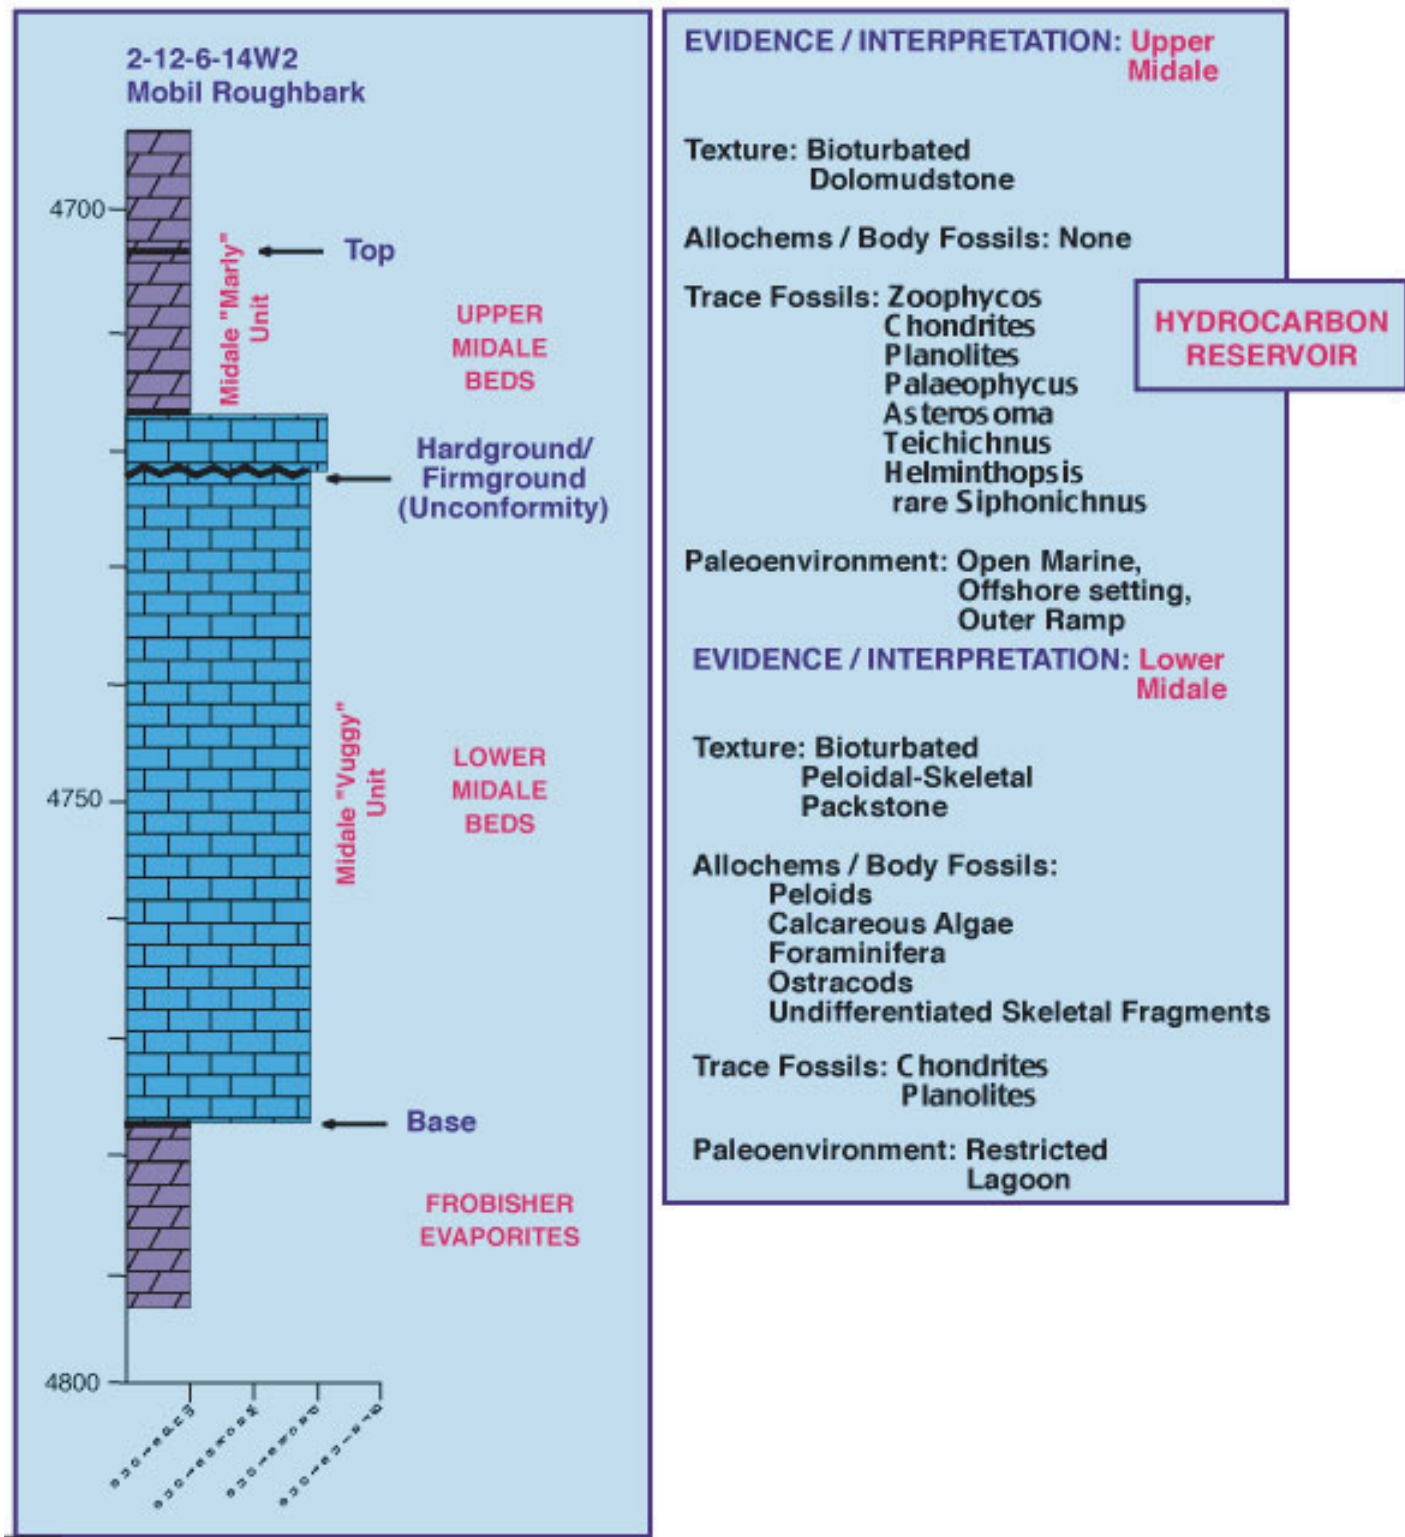 2-12-6-14W2
Mobil Roughbark
4700
Top
Midale "Marly"
Unit
UPPER
MIDALE
BEDS
Hardground/
Firmground
(Unconformity)
4750
Midale "Vuggy"
Unit
LOWER
MIDALE
BEDS
Base
FROBISHER
EVAPORITES
4800
Mudstone
Wackestone
Packstone
Grainstone
EVIDENCE / INTERPRETATION: Upper
Midale
Texture: Bioturbated
Dolomudstone
Allochems / Body Fossils: None
Trace Fossils: Zoophycos
Chondrites
Planolites
Palaeophycus
Asterosoma
Teichichnus
Helminthopsis
rare Siphonichnus
HYDROCARBON
RESERVOIR
Paleoenvironment: Open Marine,
Offshore setting,
Outer Ramp
EVIDENCE / INTERPRETATION: Lower
Midale
Texture: Bioturbated
Peloidal-Skeletal
Packstone
Allochems / Body Fossils:
Peloids
Calcareous Algae
Foraminifera
Ostracods
Undifferentiated Skeletal Fragments
Trace Fossils: Chondrites
Planolites
Paleoenvironment: Restricted
Lagoon